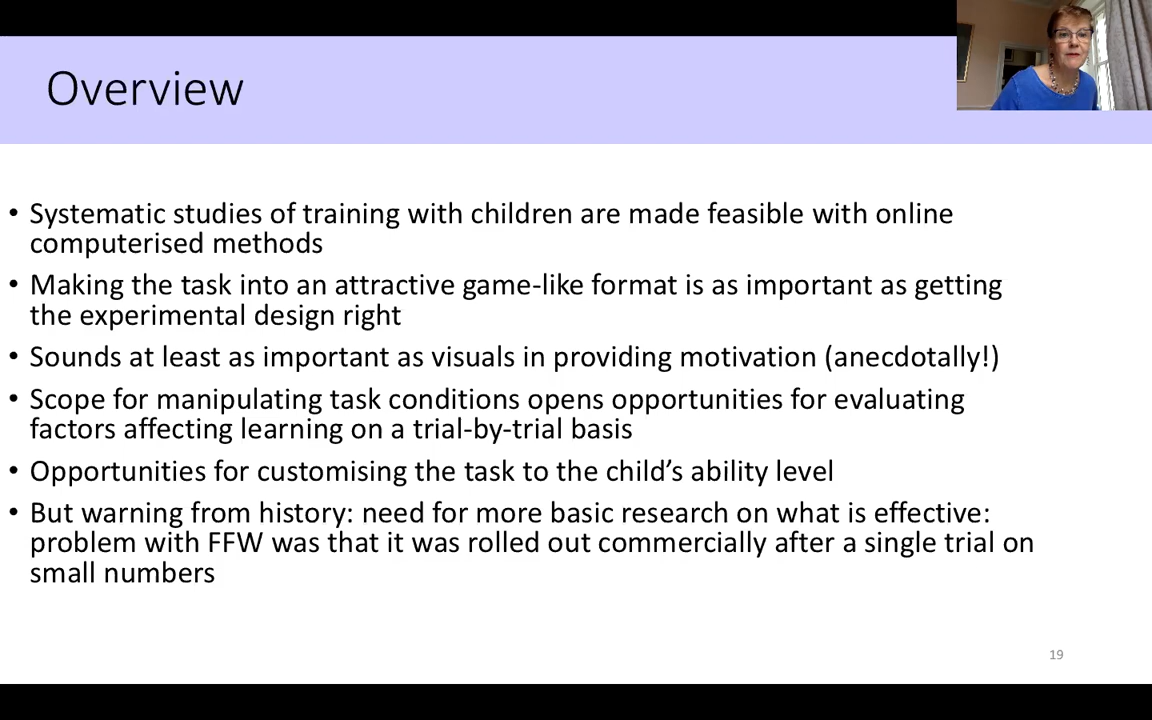 Overview
• Systematic studies of training with children are made feasible with online
computerised methods
• Making the task into an attractive game-like format is as important as getting
the experimental design right
• Sounds at least as important as visuals in providing motivation (anecdotally!)
• Scope for manipulating task conditions opens opportunities for evaluating
factors affecting learning on a trial-by-trial basis
• Opportunities for customising the task to the child’s ability level
• But warning from history: need for more basic research on what is effective:
problem with FFW was that it was rolled out commercially after a single trial on
small numbers
19